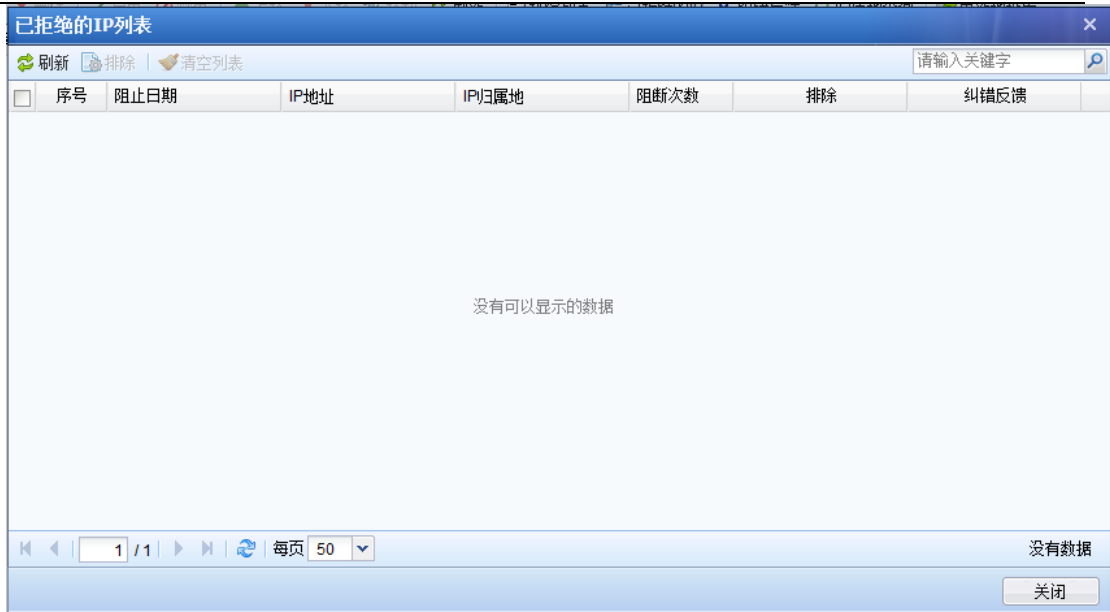 已拒绝的IP列表
刷新 排除 清空列表 请输入关键字
序号 阻止日期 IP地址 IP归属地 阻断次数 排除 纠错反馈
没有可以显示的数据
1 / 1 每页 50 没有数据
关闭